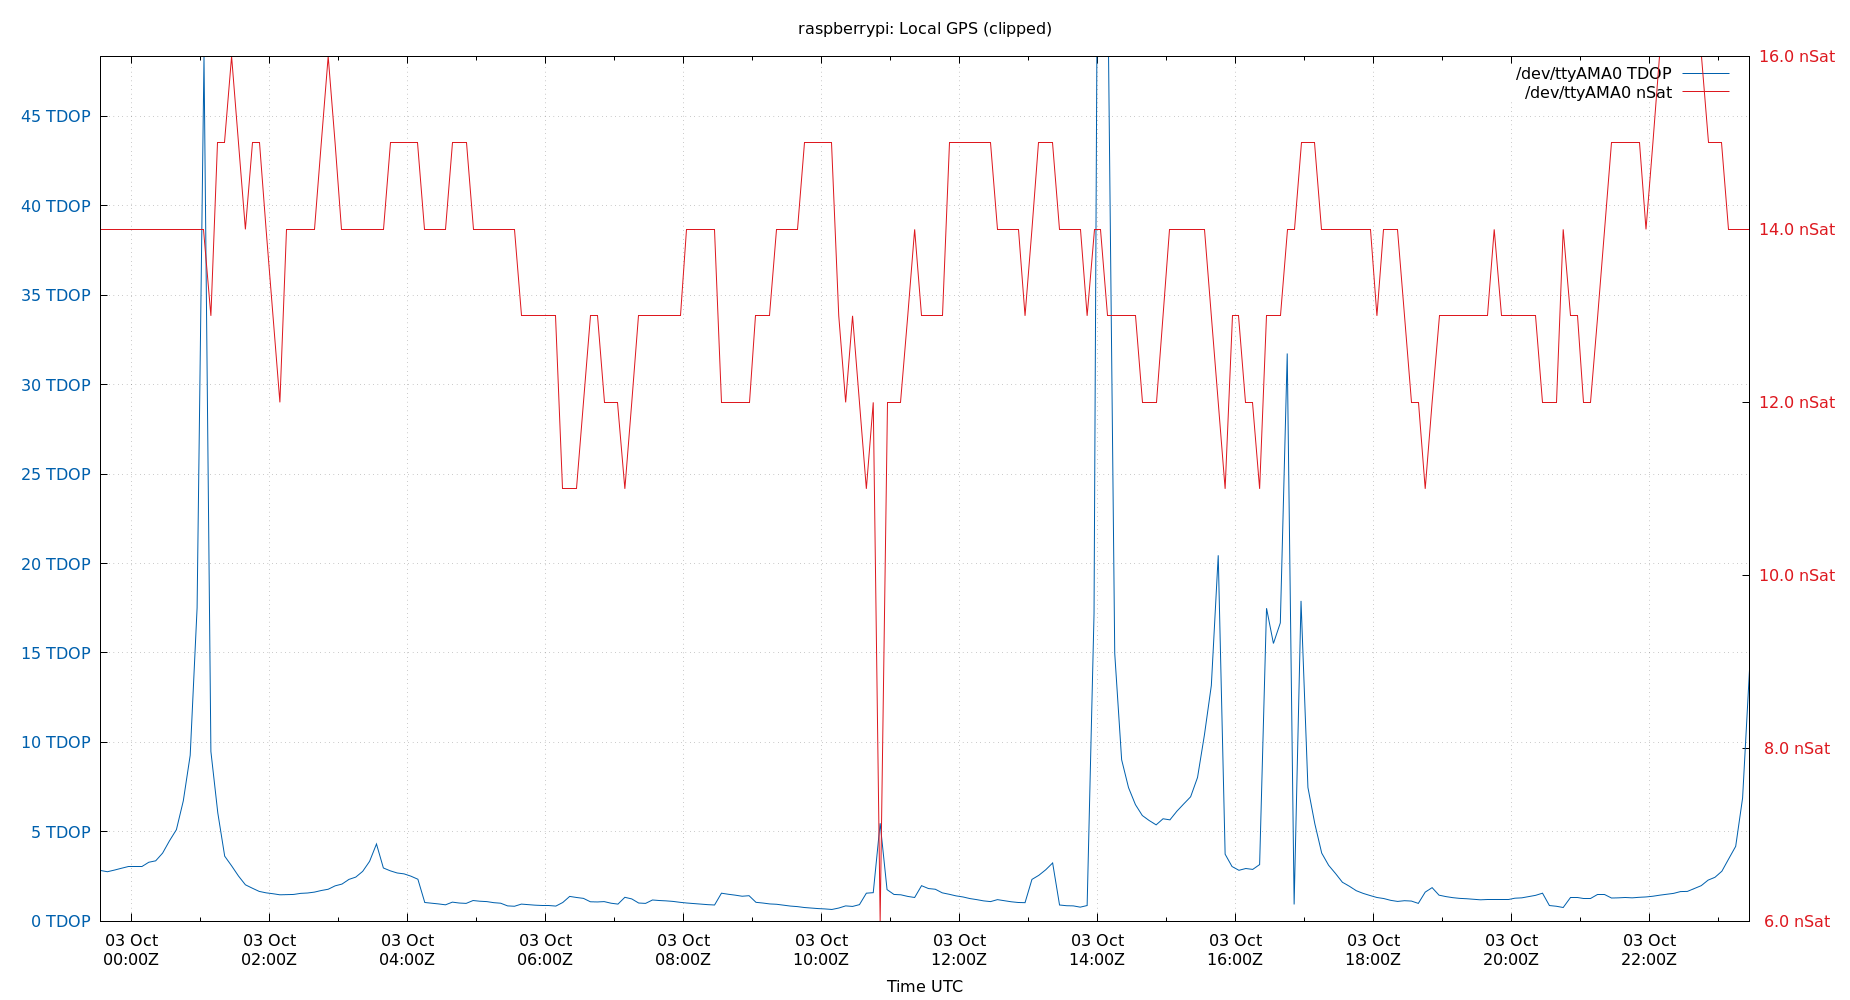 raspberrypi: Local GPS (clipped)
16.0 nSat
/dev/ttyAMA0 TDOP
/dev/ttyAMA0 nSat
45 TDOP
40 TDOP
14.0 nSat
35 TDOP
30 TDOP
12.0 nSat
25 TDOP
20 TDOP
10.0 nSat
15 TDOP
10 TDOP
8.0 nSat
5 TDOP
0 TDOP
6.0 nSat
03 Oct 03 Oct 03 Oct 03 Oct 03 Oct 03 Oct 03 Oct 03 Oct 03 Oct 03 Oct 03 Oct 03 Oct
00:00Z 02:00Z 04:00Z 06:00Z 08:00Z 10:00Z 12:00Z 14:00Z 16:00Z 18:00Z 20:00Z 22:00Z
Time UTC